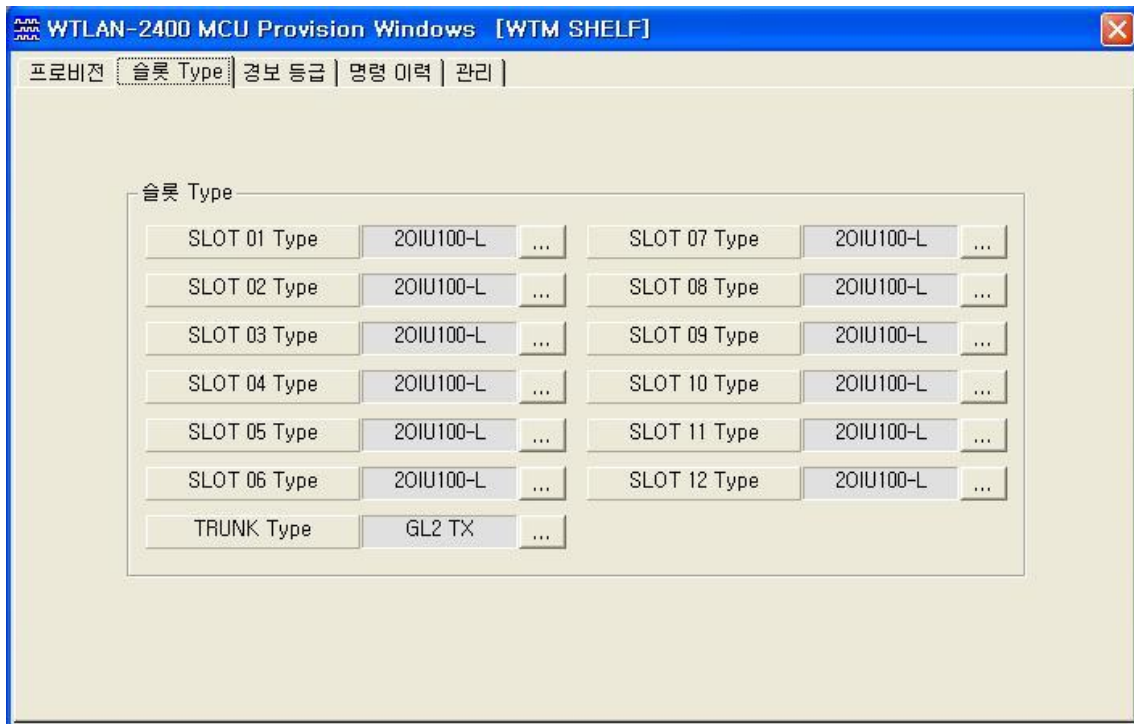 WTLAN-2400 MCU Provision Windows [WTM SHELF]
프로비전 슬롯 Type 경보 등급 명령 이력 관리
슬롯 Type
SLOT 01 Type 2OIU100-L ... SLOT 07 Type 2OIU100-L ...
SLOT 02 Type 2OIU100-L ... SLOT 08 Type 2OIU100-L ...
SLOT 03 Type 2OIU100-L ... SLOT 09 Type 2OIU100-L ...
SLOT 04 Type 2OIU100-L ... SLOT 10 Type 2OIU100-L ...
SLOT 05 Type 2OIU100-L ... SLOT 11 Type 2OIU100-L ...
SLOT 06 Type 2OIU100-L ... SLOT 12 Type 2OIU100-L ...
TRUNK Type GL2 TX ...